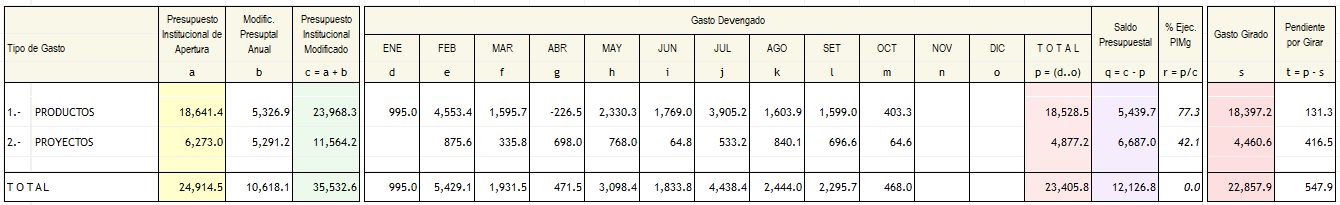 Tipo de Gasto | Presupuesto Institucional de Apertura | Modific. Presuptal Anual | Presupuesto Institucional Modificado | Gasto Devengado | Saldo Presupuestal | % Ejec. PIMg | Gasto Girado | Pendiente por Girar
ENE | FEB | MAR | ABR | MAY | JUN | JUL | AGO | SET | OCT | NOV | DIC | T O T A L
a | b | c = a + b | d | e | f | g | h | i | j | k | l | m | n | o | p = (d..o) | q = c - p | r = p/c | s | t = p - s
1.- PRODUCTOS | 18,641.4 | 5,326.9 | 23,968.3 | 995.0 | 4,553.4 | 1,595.7 | -226.5 | 2,330.3 | 1,769.0 | 3,905.2 | 1,603.9 | 1,599.0 | 403.3 | 18,528.5 | 5,439.7 | 77.3 | 18,397.2 | 131.3
2.- PROYECTOS | 6,273.0 | 5,291.2 | 11,564.2 | 875.6 | 335.8 | 698.0 | 768.0 | 64.8 | 533.2 | 840.1 | 696.6 | 64.6 | 4,877.2 | 6,687.0 | 42.1 | 4,460.6 | 416.5
T O T A L | 24,914.5 | 10,618.1 | 35,532.6 | 995.0 | 5,429.1 | 1,931.5 | 471.5 | 3,098.4 | 1,833.8 | 4,438.4 | 2,444.0 | 2,295.7 | 468.0 | 23,405.8 | 12,126.8 | 0.0 | 22,857.9 | 547.9